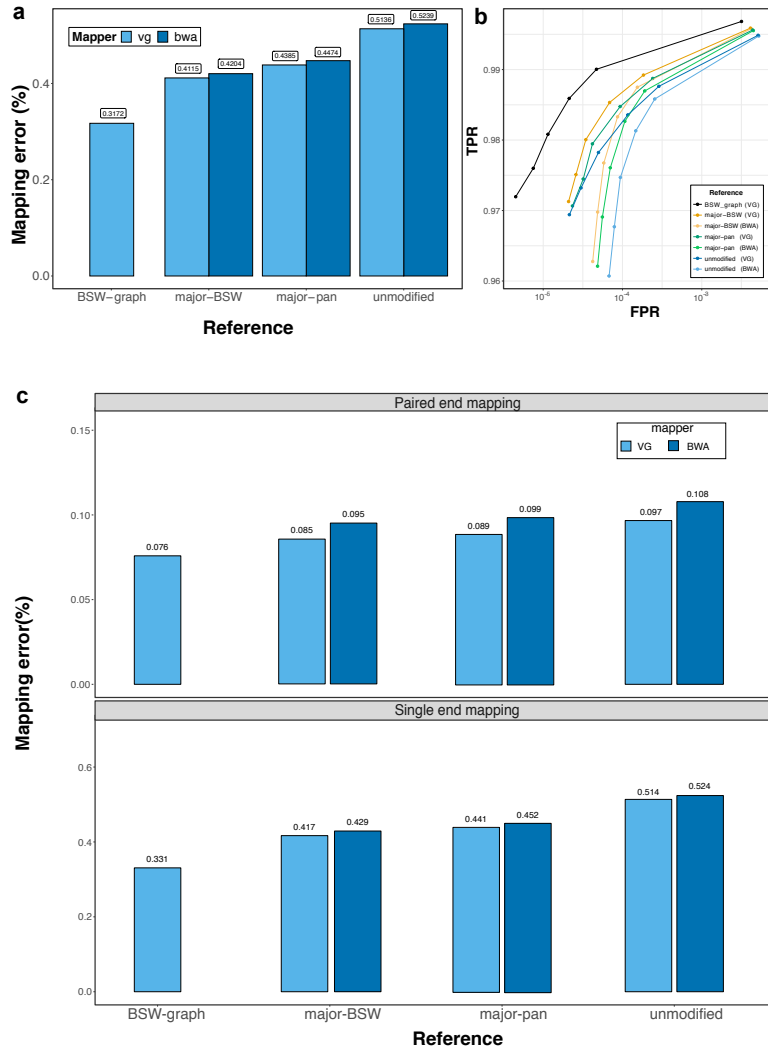 a
Mapper vg bwa
0.3172
0.4115
0.4204
0.4385
0.4474
0.5136
0.5239
0.4
0.2
0.0
Mapping error (%)
BSW-graph major-BSW major-pan unmodified
Reference
b
0.99
0.98
0.97
0.96
TPR
Reference
BSW_graph (VG)
major-BSW (VG)
major-BSW (BWA)
major-pan (VG)
major-pan (BWA)
unmodified (VG)
unmodified (BWA)
10⁻⁶ 10⁻⁴
FPR
c
Paired end mapping
mapper
VG BWA
0.15
0.10
0.05
0.00
0.076
0.085
0.095
0.089
0.099
0.097
0.108
Mapping error(%)
Single end mapping
0.6
0.4
0.2
0.0
0.331
0.417
0.429
0.441
0.452
0.514
0.524
BSW-graph major-BSW major-pan unmodified
Reference